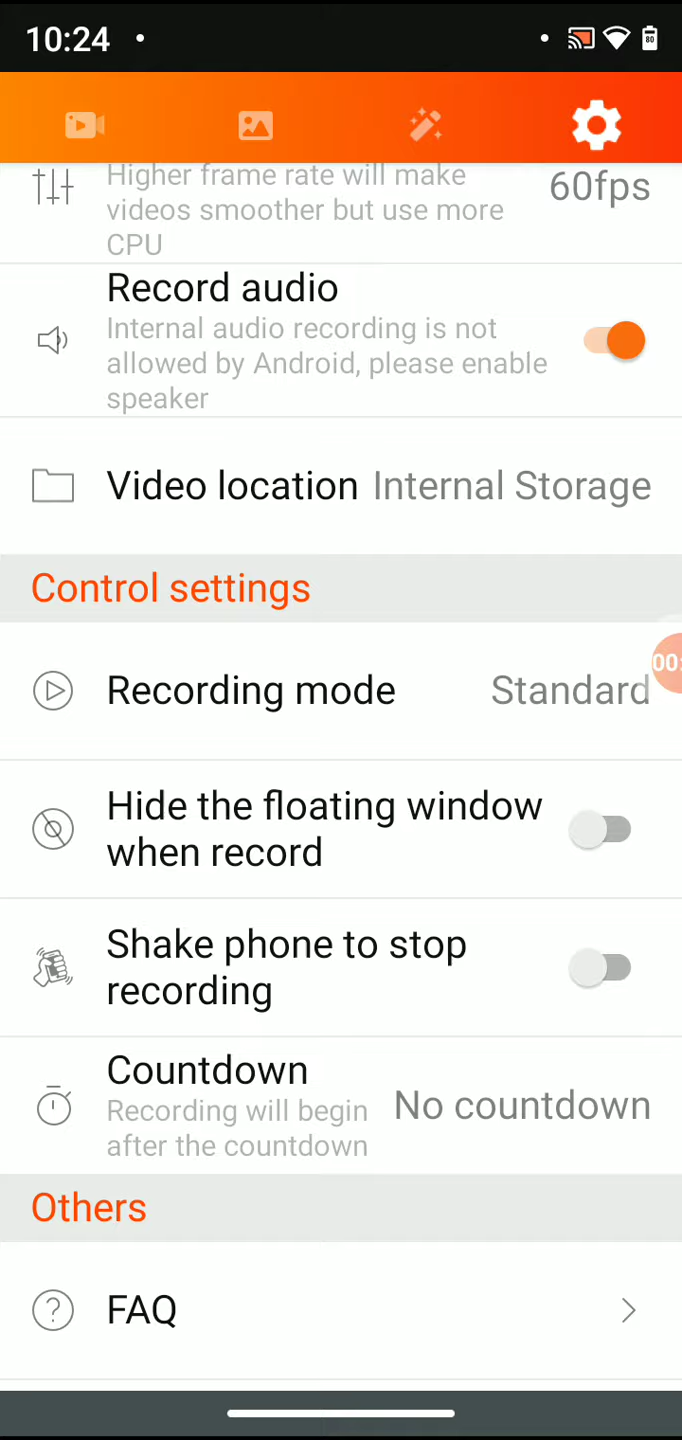 10:24
80
Higher frame rate will make
videos smoother but use more
CPU
60fps
Record audio
Internal audio recording is not
allowed by Android, please enable
speaker
Video location Internal Storage
Control settings
00:
Recording mode Standard
Hide the floating window
when record
Shake phone to stop
recording
Countdown
Recording will begin
after the countdown
No countdown
Others
FAQ